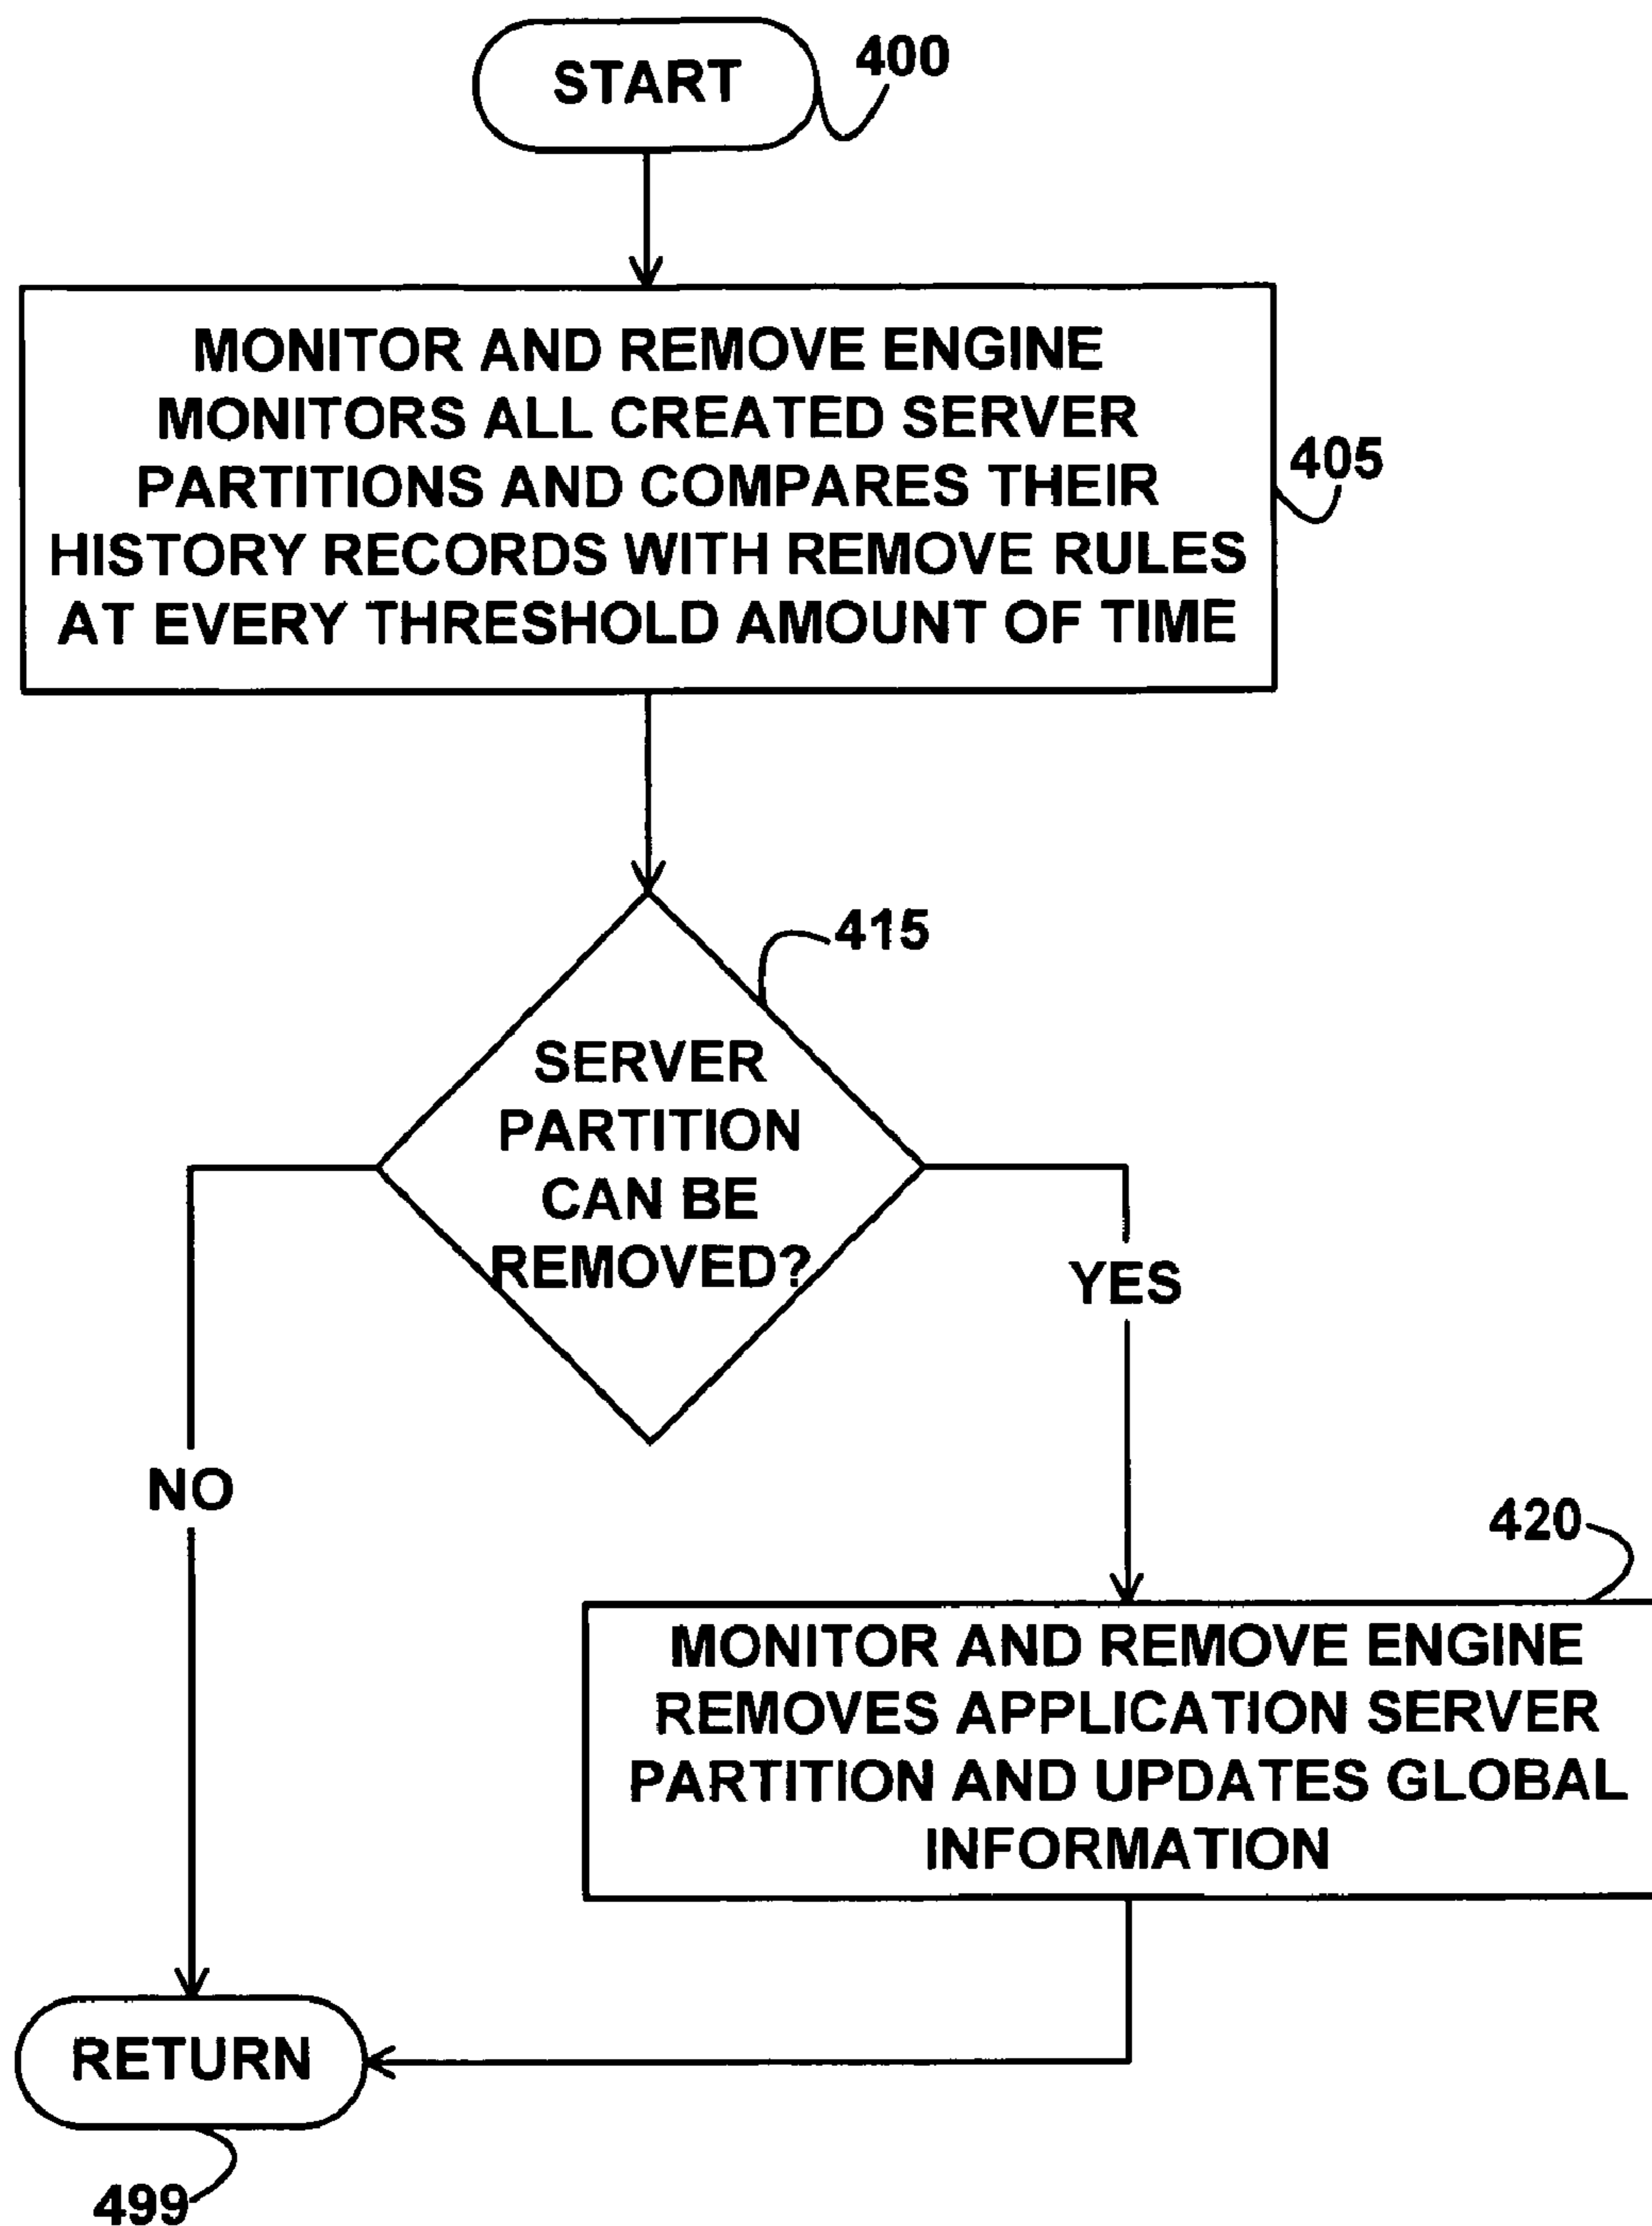 START
400
MONITOR AND REMOVE ENGINE
MONITORS ALL CREATED SERVER
PARTITIONS AND COMPARES THEIR
HISTORY RECORDS WITH REMOVE RULES
AT EVERY THRESHOLD AMOUNT OF TIME
405
415
SERVER
PARTITION
CAN BE
REMOVED?
YES
NO
420
MONITOR AND REMOVE ENGINE
REMOVES APPLICATION SERVER
PARTITION AND UPDATES GLOBAL
INFORMATION
RETURN
499